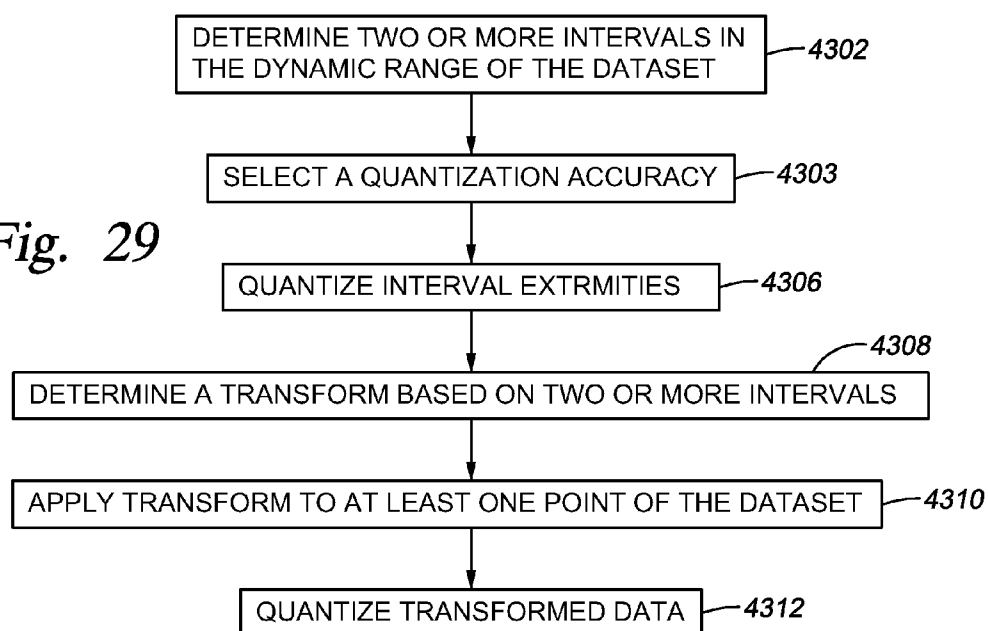 DETERMINE TWO OR MORE INTERVALS IN
THE DYNAMIC RANGE OF THE DATASET
4302
SELECT A QUANTIZATION ACCURACY
4303
Fig. 29
QUANTIZE INTERVAL EXTRMITIES
4306
4308
DETERMINE A TRANSFORM BASED ON TWO OR MORE INTERVALS
APPLY TRANSFORM TO AT LEAST ONE POINT OF THE DATASET
4310
QUANTIZE TRANSFORMED DATA
4312